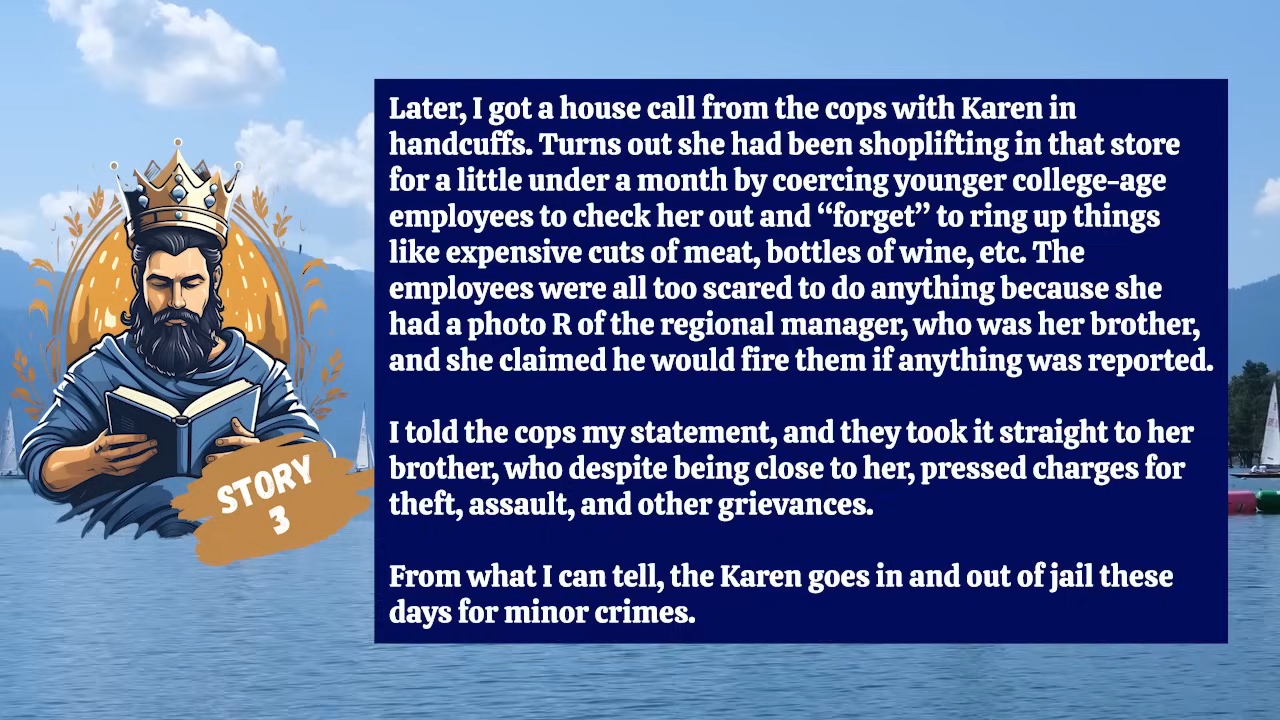 Later, I got a house call from the cops with Karen in
handcuffs. Turns out she had been shoplifting in that store
for a little under a month by coercing younger college-age
employees to check her out and “forget” to ring up things
like expensive cuts of meat, bottles of wine, etc. The
employees were all too scared to do anything because she
had a photo R of the regional manager, who was her brother,
and she claimed he would fire them if anything was reported.
I told the cops my statement, and they took it straight to her
brother, who despite being close to her, pressed charges for
theft, assault, and other grievances.
From what I can tell, the Karen goes in and out of jail these
days for minor crimes.
STORY
3